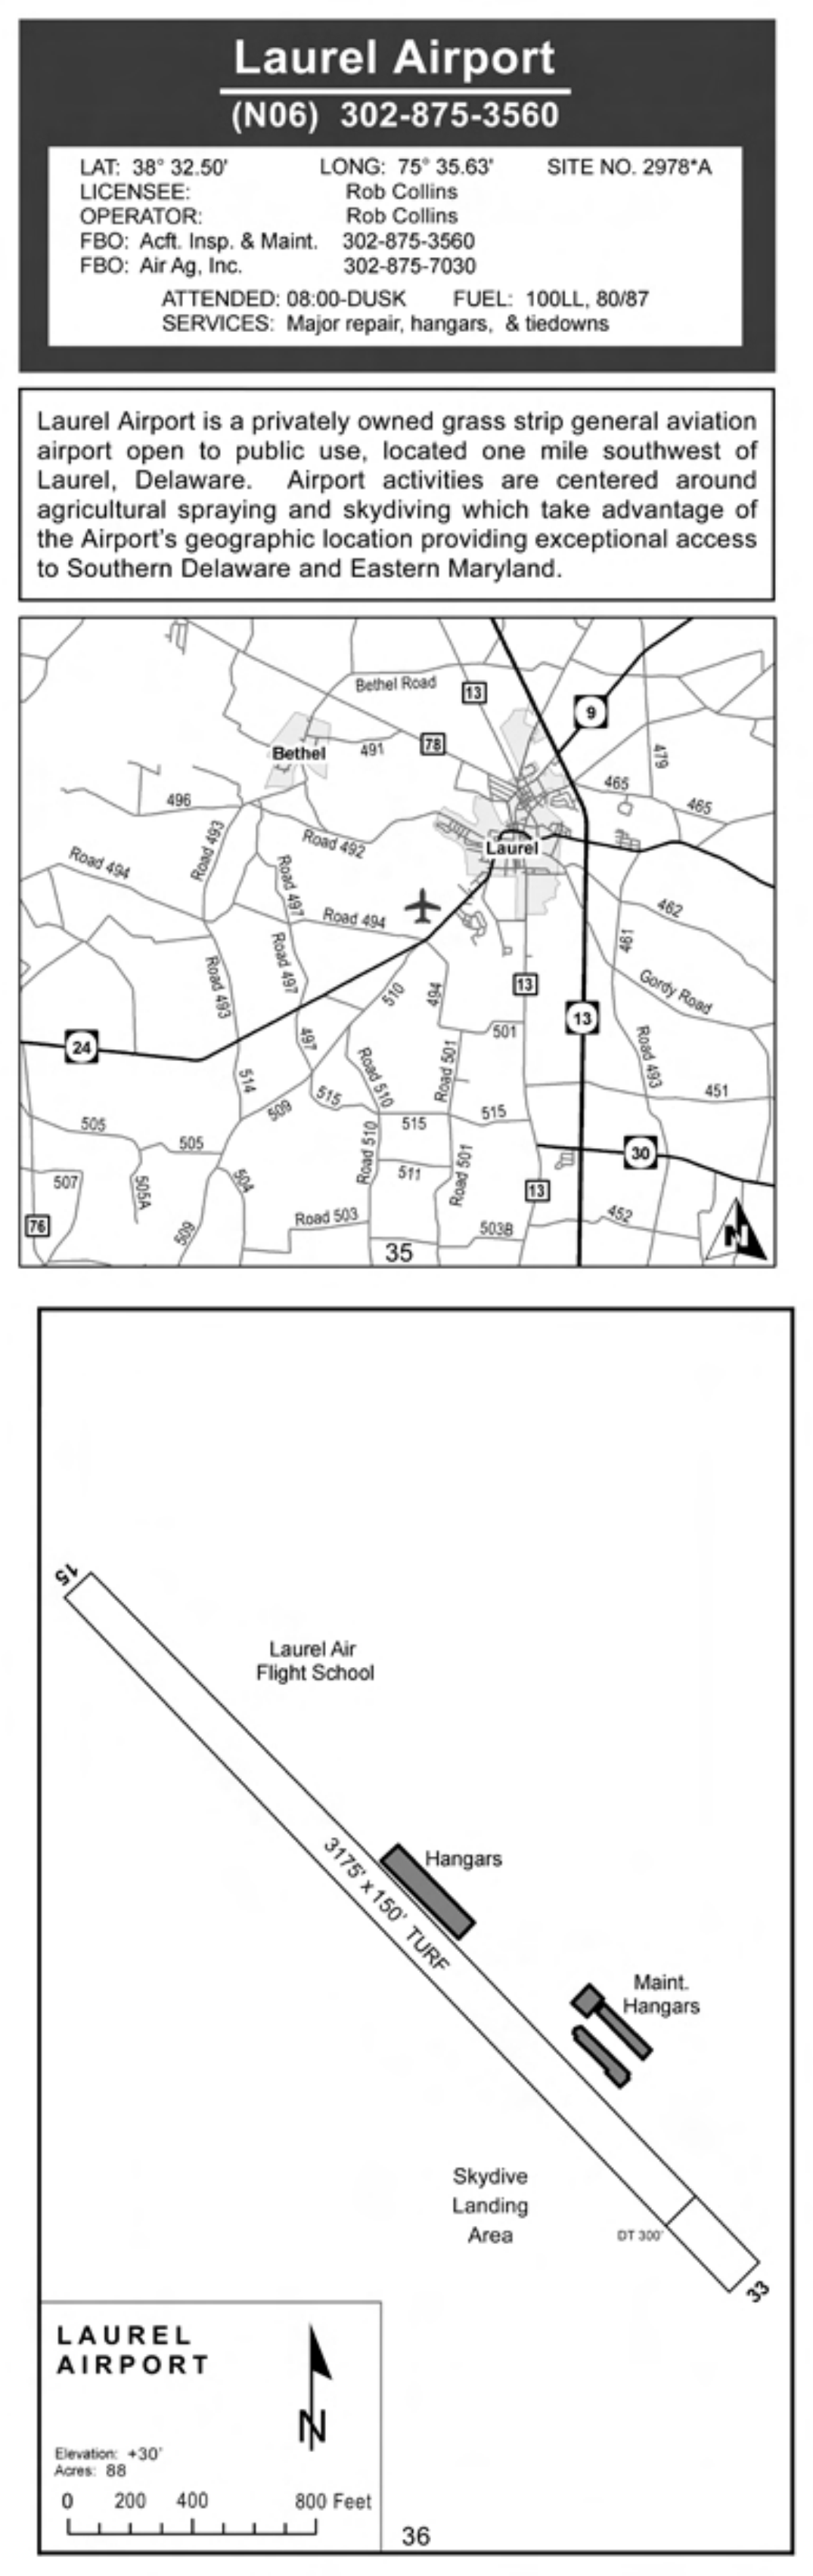 Laurel Airport
(N06) 302-875-3560
LAT: 38° 32.50' LONG: 75° 35.63' SITE NO. 2978*A
LICENSEE: Rob Collins
OPERATOR: Rob Collins
FBO: Acft. Insp. & Maint. 302-875-3560
FBO: Air Ag, Inc. 302-875-7030
ATTENDED: 08:00-DUSK FUEL: 100LL, 80/87
SERVICES: Major repair, hangars, & tiedowns
Laurel Airport is a privately owned grass strip general aviation
airport open to public use, located one mile southwest of
Laurel, Delaware. Airport activities are centered around
agricultural spraying and skydiving which take advantage of
the Airport's geographic location providing exceptional access
to Southern Delaware and Eastern Maryland.
Bethel Road
13
9
78
491
Bethel
479
465
465
496
Road 493
Road 492
Laurel
Road 494
Road 497
Road 494
462
461
Road 497
Road 493
510
494
13
Gordy Road
13
501
24
497
Road 501
Road 493
Road 510
514
515
509
451
505
515
515
505
Road 510
30
511
Road 501
507
505A
504
13
76
509
Road 503
503B
452
N
35
15
Laurel Air
Flight School
Hangars
3175' x 150' TURF
Maint.
Hangars
Skydive
Landing
Area
DT 300'
33
LAUREL
AIRPORT
N
Elevation: +30'
Acres: 88
0 200 400 800 Feet
36